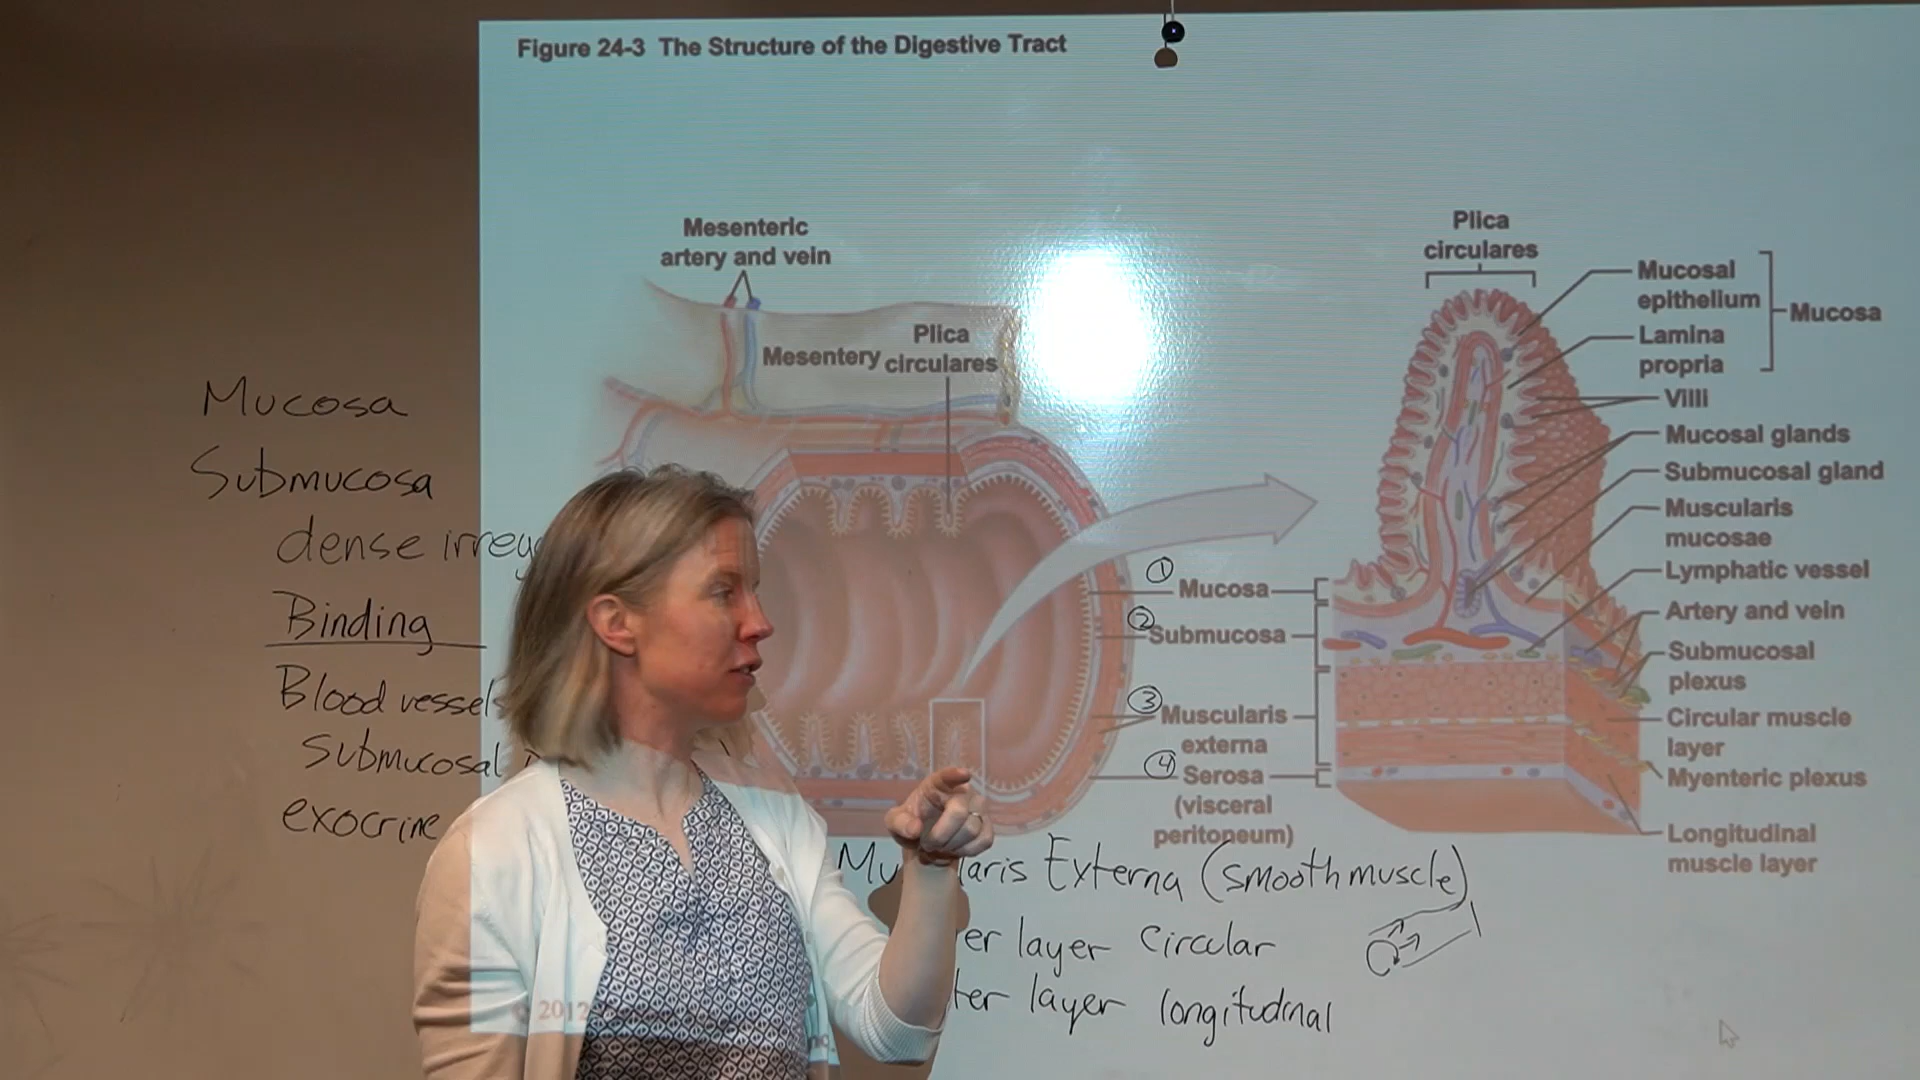 Figure 24-3 The Structure of the Digestive Tract
Mesenteric
artery and vein
Mesentery
Plica
circulares
Plica
circulares
Mucosal
epithelium
Mucosa
Lamina
propria
Villi
Mucosal glands
Submucosal gland
Muscularis
mucosae
Lymphatic vessel
Artery and vein
Submucosal
plexus
Circular muscle
layer
Myenteric plexus
Longitudinal
muscle layer
① Mucosa
② Submucosa
③ Muscularis
externa
④ Serosa
(visceral
peritoneum)
Mucosa
Submucosa
dense
Binding
Blood vessels
Submucosal
exocrine
Externa (smooth muscle)
layer Circular
layer longitudinal
© 2012